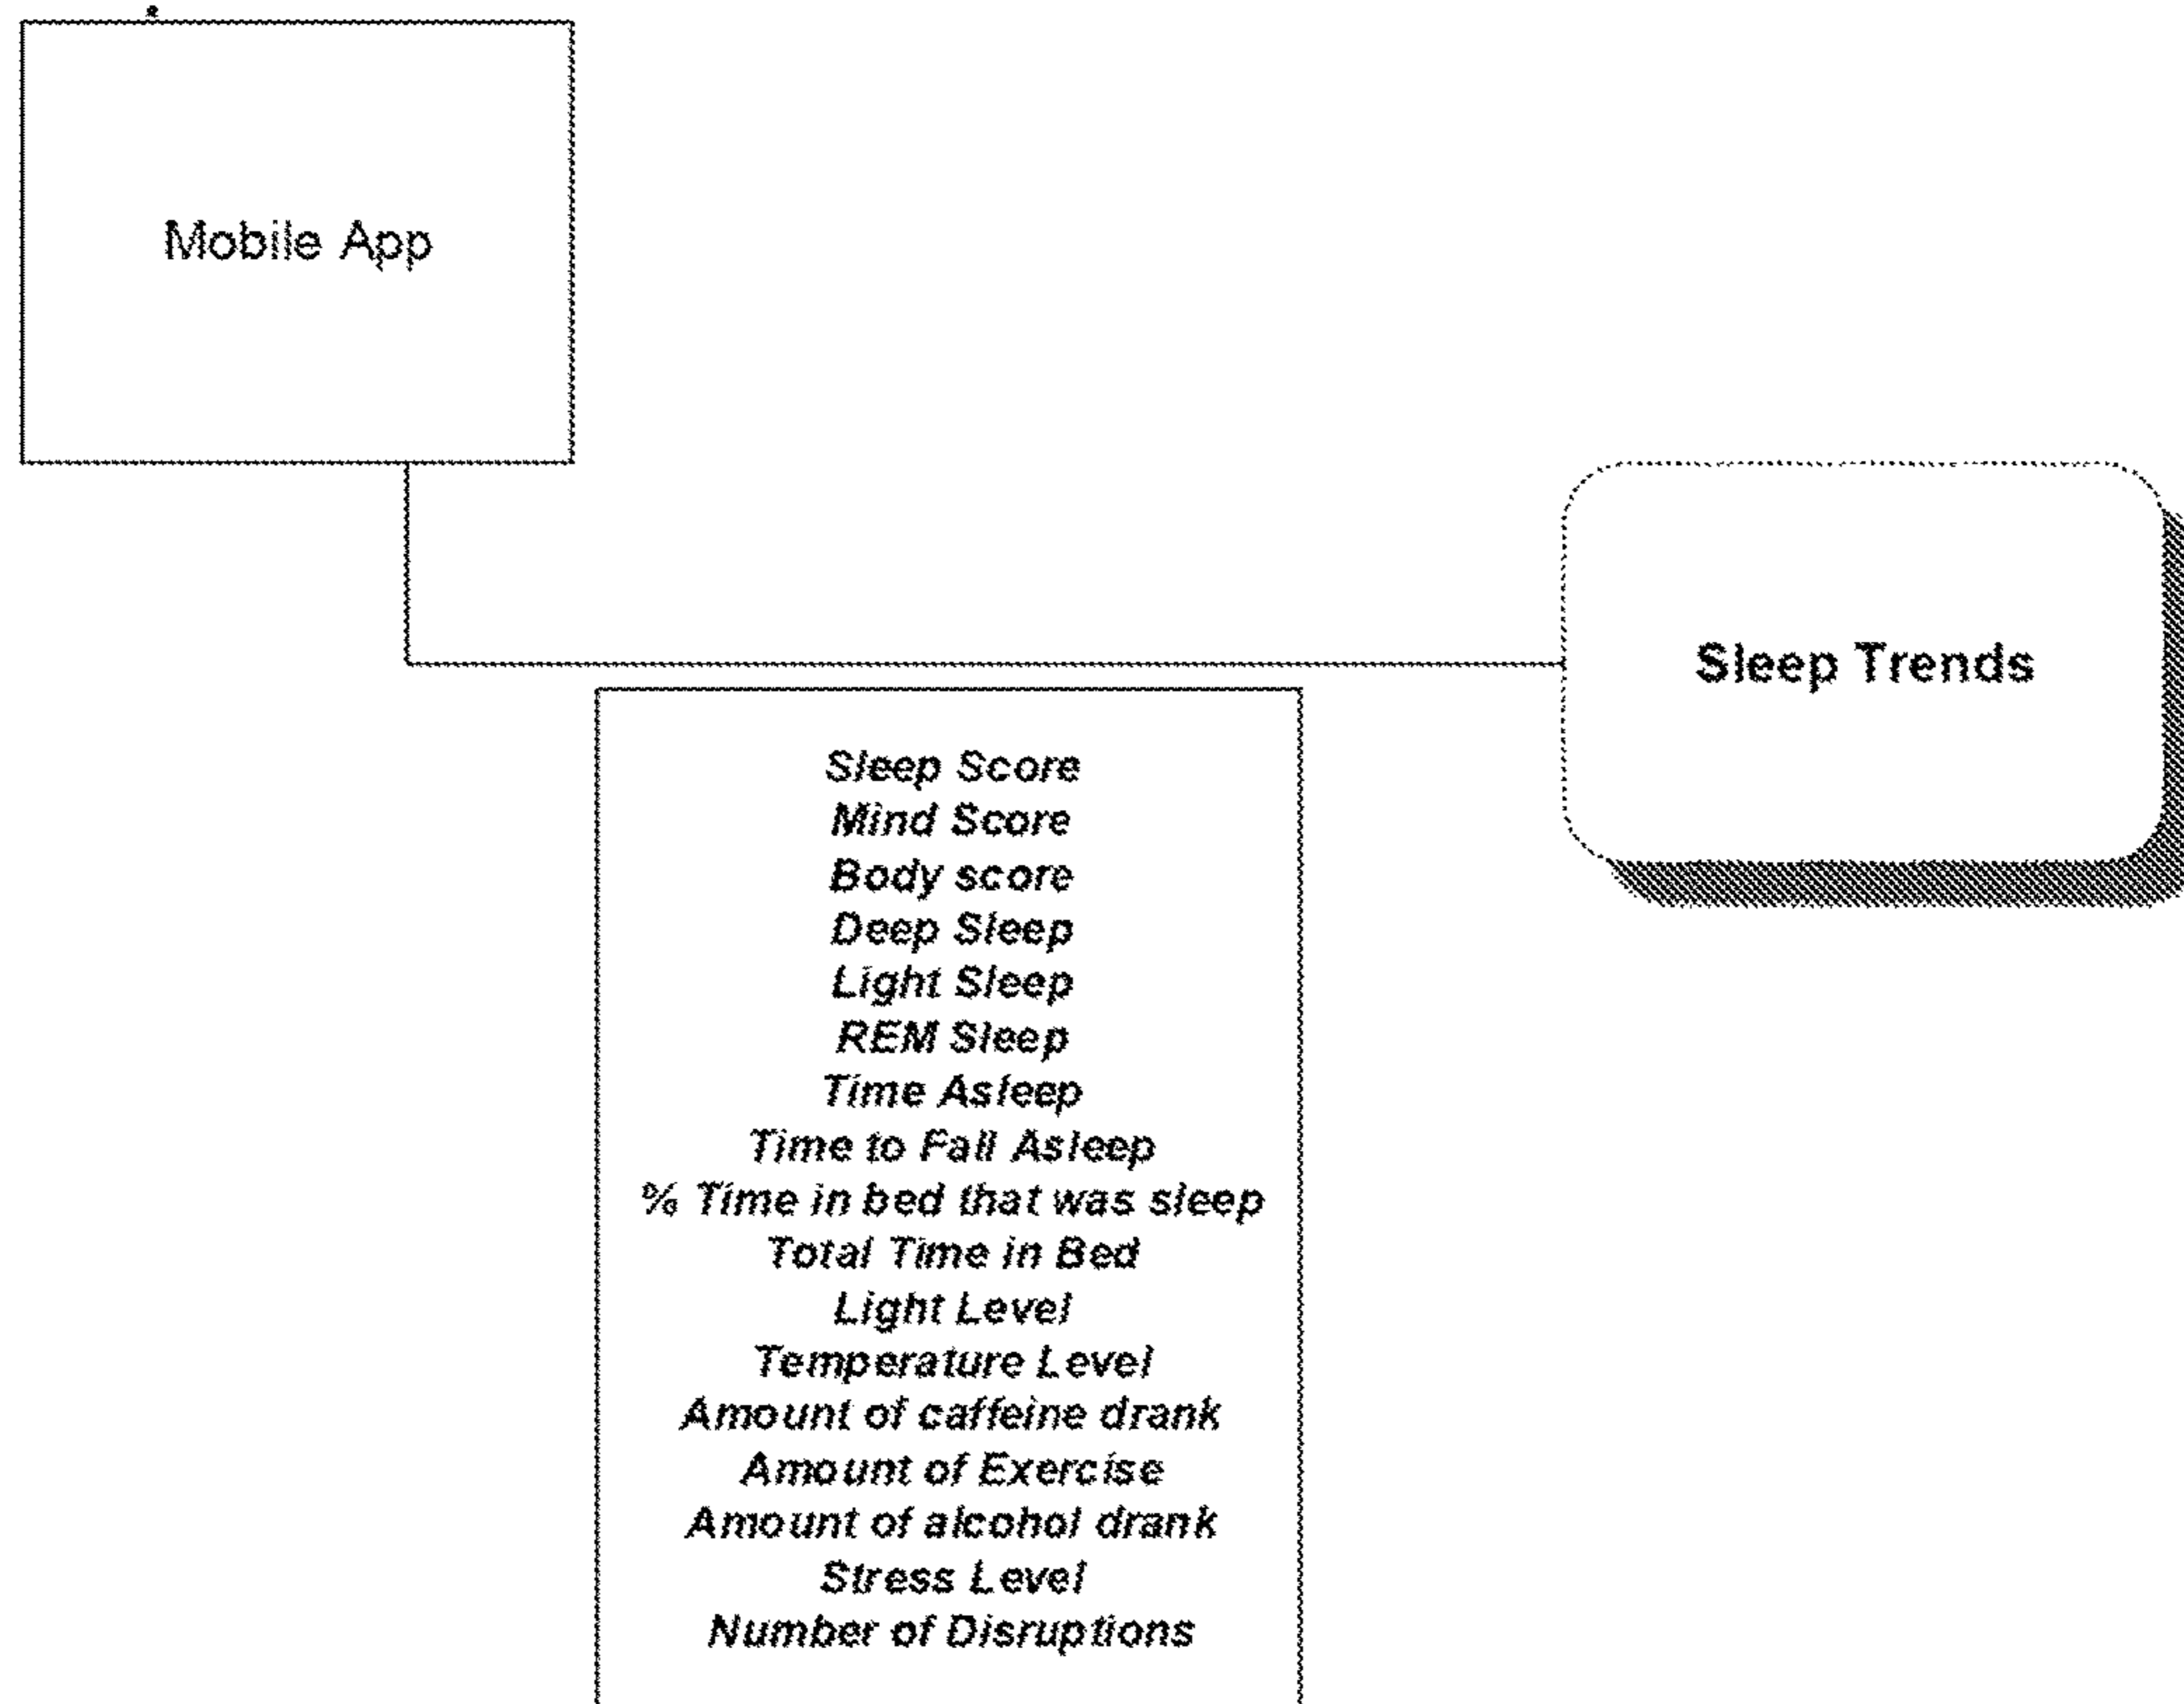 Mobile App
Sleep Trends
Sleep Score
Mind Score
Body score
Deep Sleep
Light Sleep
REM Sleep
Time Asleep
Time to Fall Asleep
% Time in bed that was sleep
Total Time in Bed
Light Level
Temperature Level
Amount of caffeine drank
Amount of Exercise
Amount of alcohol drank
Stress Level
Number of Disruptions